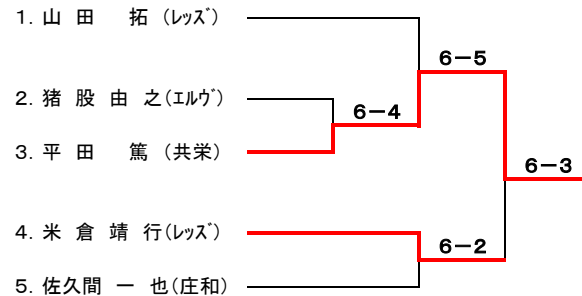 1. 山 田 拓 (ﾚｯｽﾞ)
6－5
2. 猪 股 由 之(ｴﾙｳﾞ)
6－4
3. 平 田 篤 (共栄)
6－3
4. 米 倉 靖 行(ﾚｯｽﾞ)
6－2
5. 佐久間 一 也(庄和)